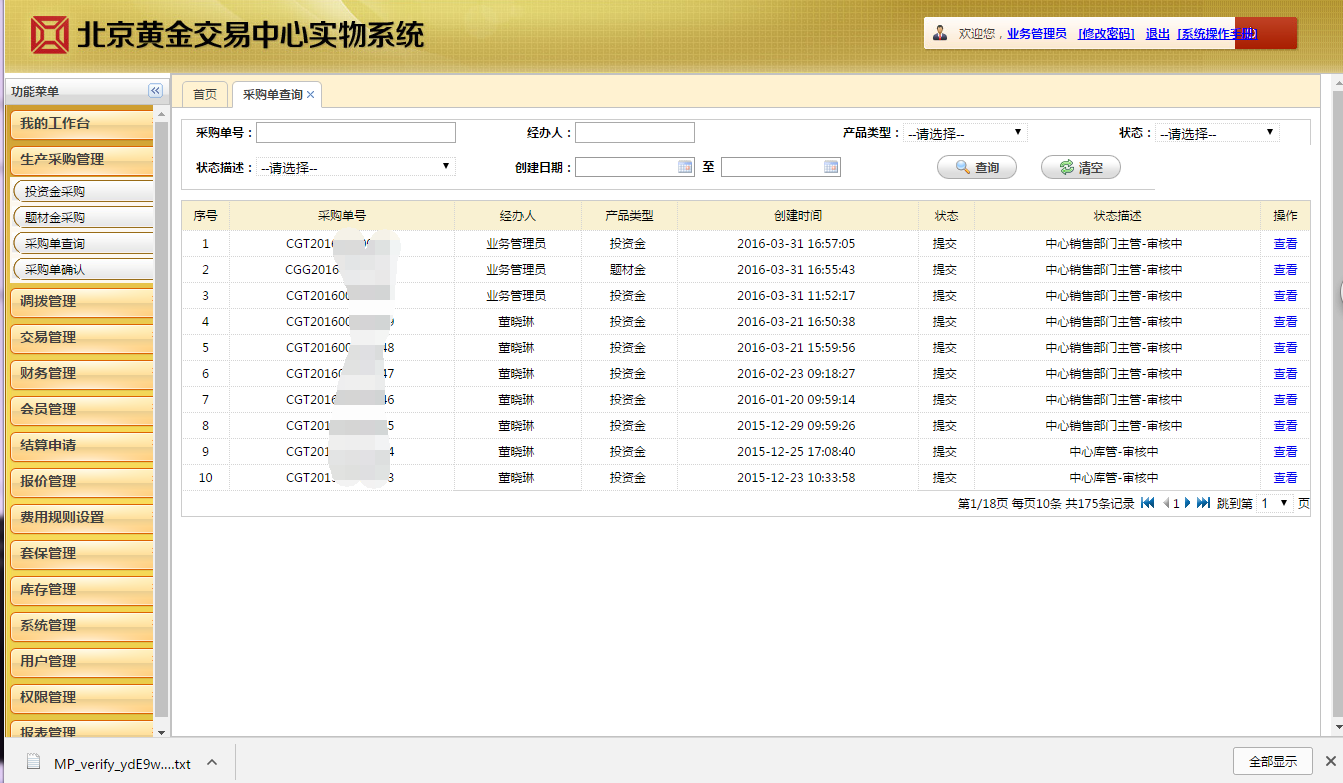 北京黄金交易中心实物系统
欢迎您，业务管理员 [修改密码] 退出 [系统操作手册]
功能菜单
我的工作台
生产采购管理
投资金采购
题材金采购
采购单查询
采购单确认
调拨管理
交易管理
财务管理
会员管理
结算申请
报价管理
费用规则设置
套保管理
库存管理
系统管理
用户管理
权限管理
报表管理
首页 采购单查询
采购单号： 经办人： 产品类型： --请选择-- 状态： --请选择--
状态描述： --请选择-- 创建日期： 至 查询 清空
序号 采购单号 经办人 产品类型 创建时间 状态 状态描述 操作
1 CGT2016 业务管理员 投资金 2016-03-31 16:57:05 提交 中心销售部门主管-审核中 查看
2 CGG2016 业务管理员 题材金 2016-03-31 16:55:43 提交 中心销售部门主管-审核中 查看
3 CGT201600 业务管理员 投资金 2016-03-31 11:52:17 提交 中心销售部门主管-审核中 查看
4 CGT201600 董晓琳 投资金 2016-03-21 16:50:38 提交 中心销售部门主管-审核中 查看
5 CGT201600 48 董晓琳 投资金 2016-03-21 15:59:56 提交 中心销售部门主管-审核中 查看
6 CGT2016 47 董晓琳 投资金 2016-02-23 09:18:27 提交 中心销售部门主管-审核中 查看
7 CGT2016 46 董晓琳 投资金 2016-01-20 09:59:14 提交 中心销售部门主管-审核中 查看
8 CGT201 5 董晓琳 投资金 2015-12-29 09:59:26 提交 中心销售部门主管-审核中 查看
9 CGT201 4 董晓琳 投资金 2015-12-25 17:08:40 提交 中心库管-审核中 查看
10 CGT201 3 董晓琳 投资金 2015-12-23 10:33:58 提交 中心库管-审核中 查看
第1/18页 每页10条 共175条记录 1 跳到第 1 页
MP_verify_ydE9w....txt 全部显示